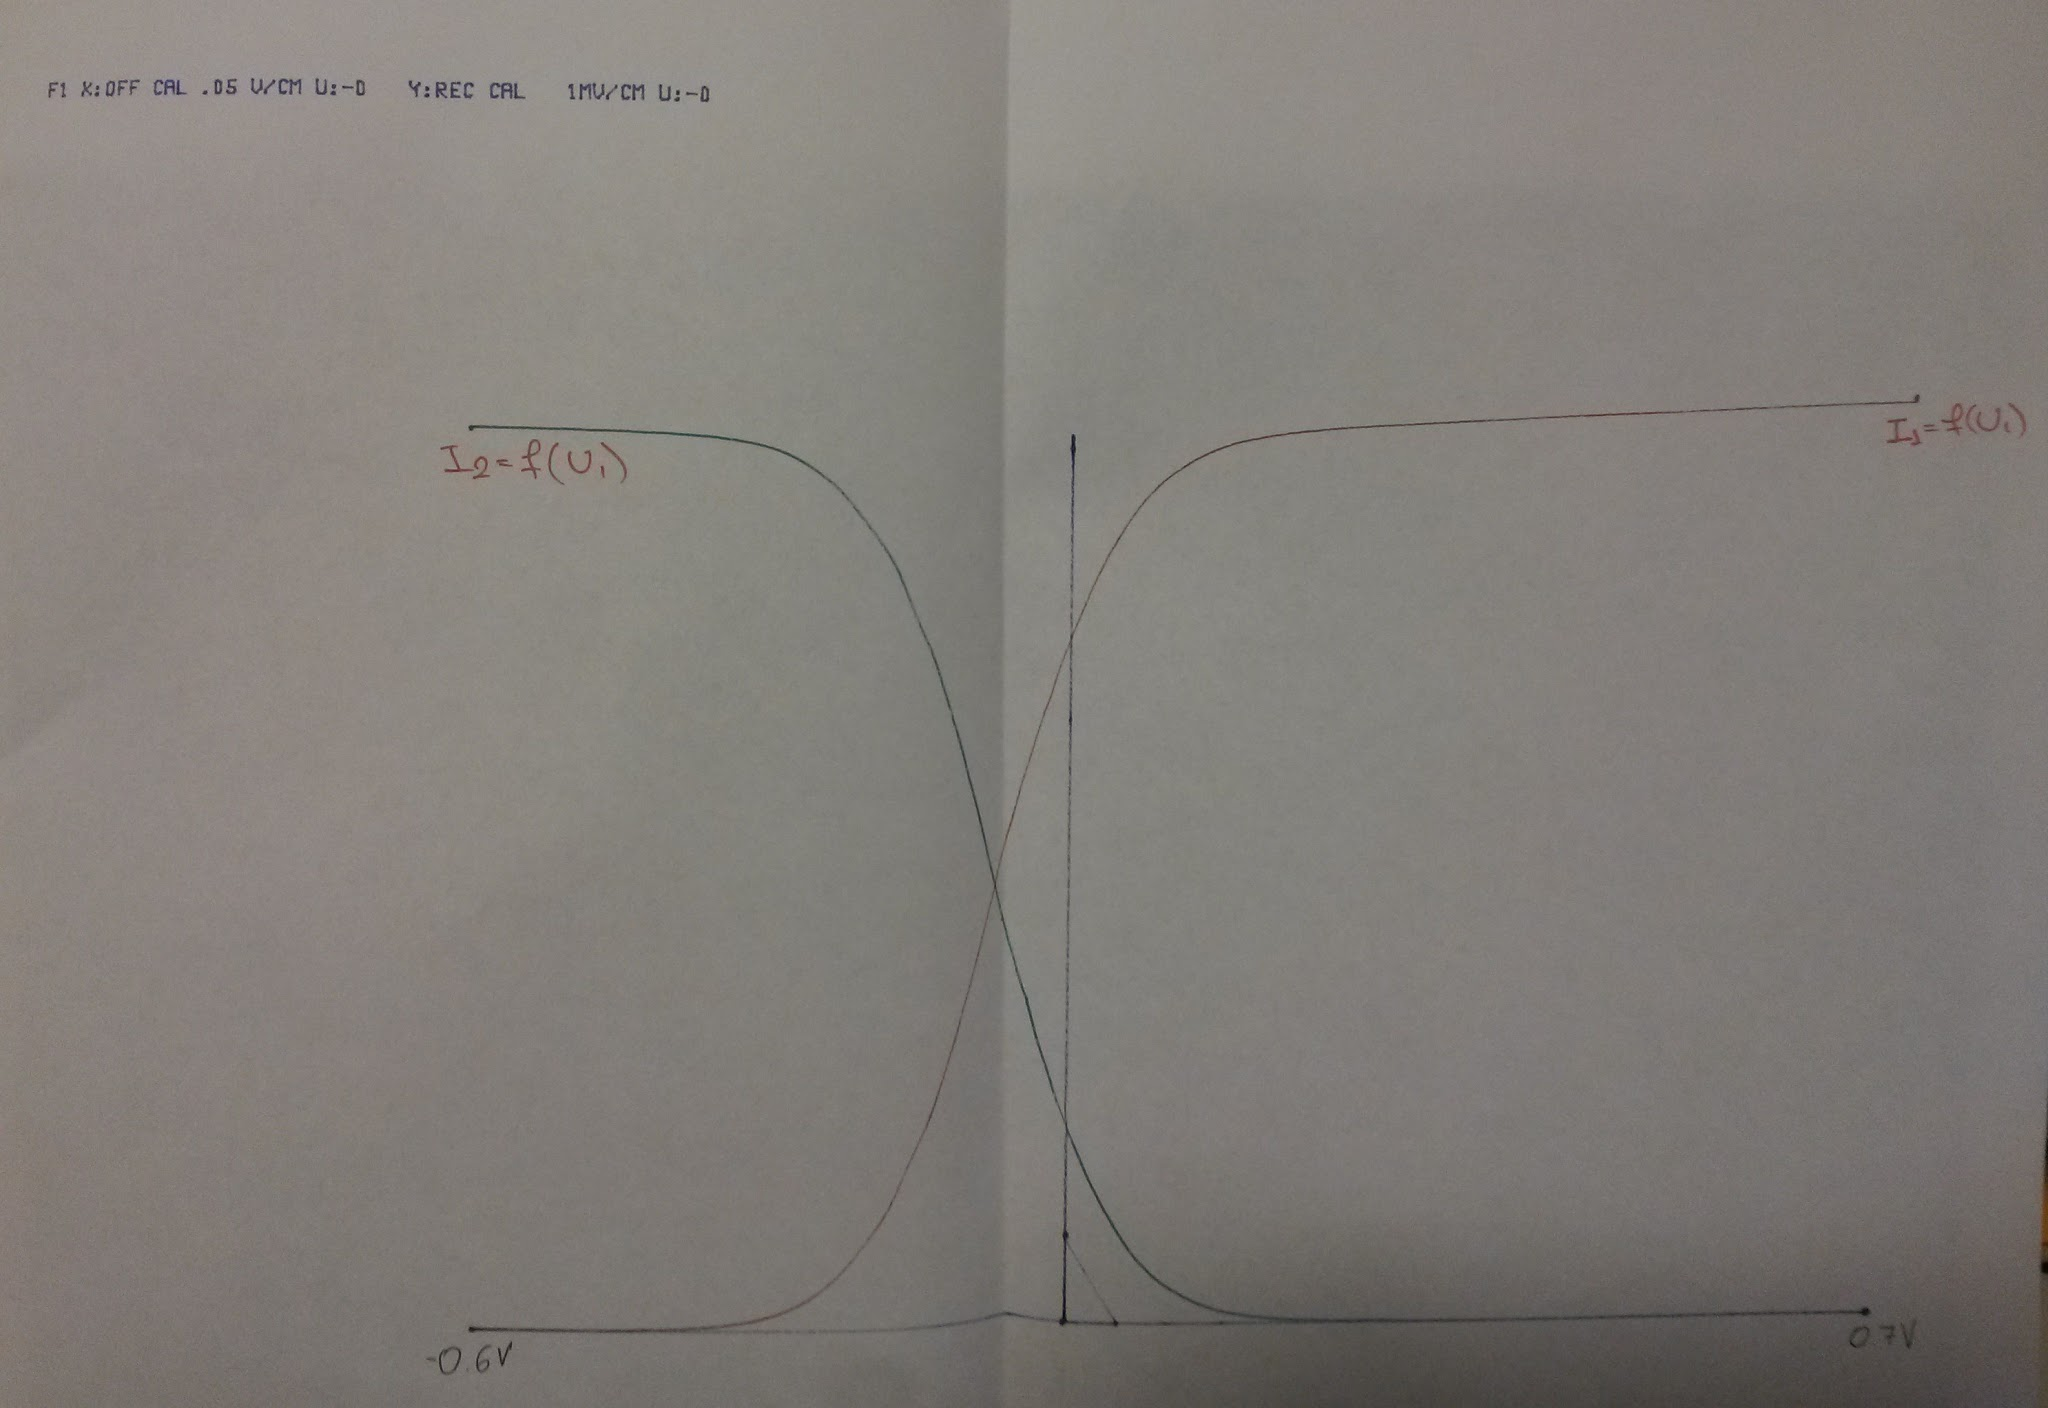 F1 X:OFF CAL .05 V/CM U:-0 Y:REC CAL 1MV/CM U:-0
I₂=f(U₁)
I₁=f(U₁)
-0.6V
0.7V